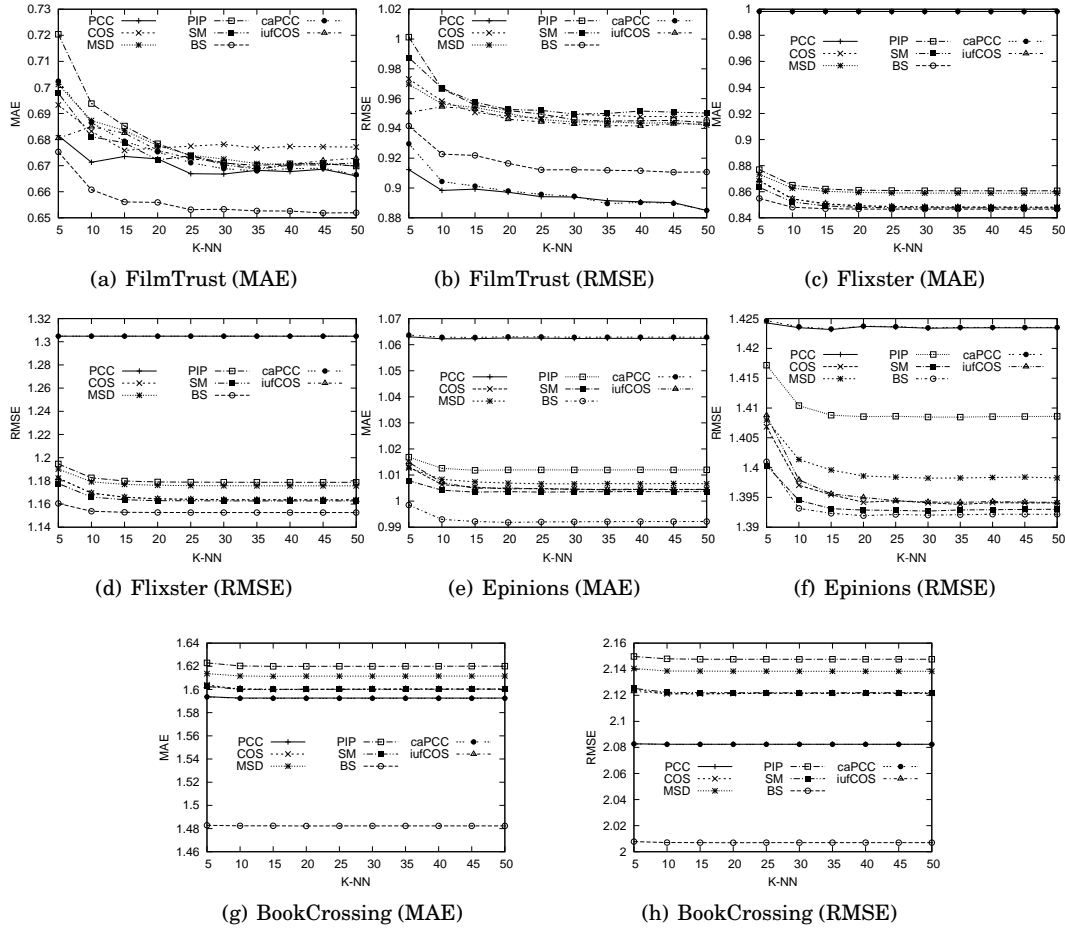 0.73
0.72
0.71
0.7
0.69
0.68
0.67
0.66
0.65
MAE
5 10 15 20 25 30 35 40 45 50
K-NN
PCC
COS
MSD
PIP
SM
BS
caPCC
iufCOS
(a) FilmTrust (MAE)
1.02
1
0.98
0.96
0.94
0.92
0.9
0.88
RMSE
5 10 15 20 25 30 35 40 45 50
K-NN
PCC
COS
MSD
PIP
SM
BS
caPCC
iufCOS
(b) FilmTrust (RMSE)
1
0.98
0.96
0.94
0.92
0.9
0.88
0.86
0.84
MAE
5 10 15 20 25 30 35 40 45 50
K-NN
PCC
COS
MSD
PIP
SM
BS
caPCC
iufCOS
(c) Flixster (MAE)
1.32
1.3
1.28
1.26
1.24
1.22
1.2
1.18
1.16
1.14
RMSE
5 10 15 20 25 30 35 40 45 50
K-NN
PCC
COS
MSD
PIP
SM
BS
caPCC
iufCOS
(d) Flixster (RMSE)
1.07
1.06
1.05
1.04
1.03
1.02
1.01
1
0.99
MAE
5 10 15 20 25 30 35 40 45 50
K-NN
PCC
COS
MSD
PIP
SM
BS
caPCC
iufCOS
(e) Epinions (MAE)
1.425
1.42
1.415
1.41
1.405
1.4
1.395
1.39
RMSE
5 10 15 20 25 30 35 40 45 50
K-NN
PCC
COS
MSD
PIP
SM
BS
caPCC
iufCOS
(f) Epinions (RMSE)
1.64
1.62
1.6
1.58
1.56
1.54
1.52
1.5
1.48
1.46
MAE
5 10 15 20 25 30 35 40 45 50
K-NN
PCC
COS
MSD
PIP
SM
BS
caPCC
iufCOS
(g) BookCrossing (MAE)
2.16
2.14
2.12
2.1
2.08
2.06
2.04
2.02
2
RMSE
5 10 15 20 25 30 35 40 45 50
K-NN
PCC
COS
MSD
PIP
SM
BS
caPCC
iufCOS
(h) BookCrossing (RMSE)